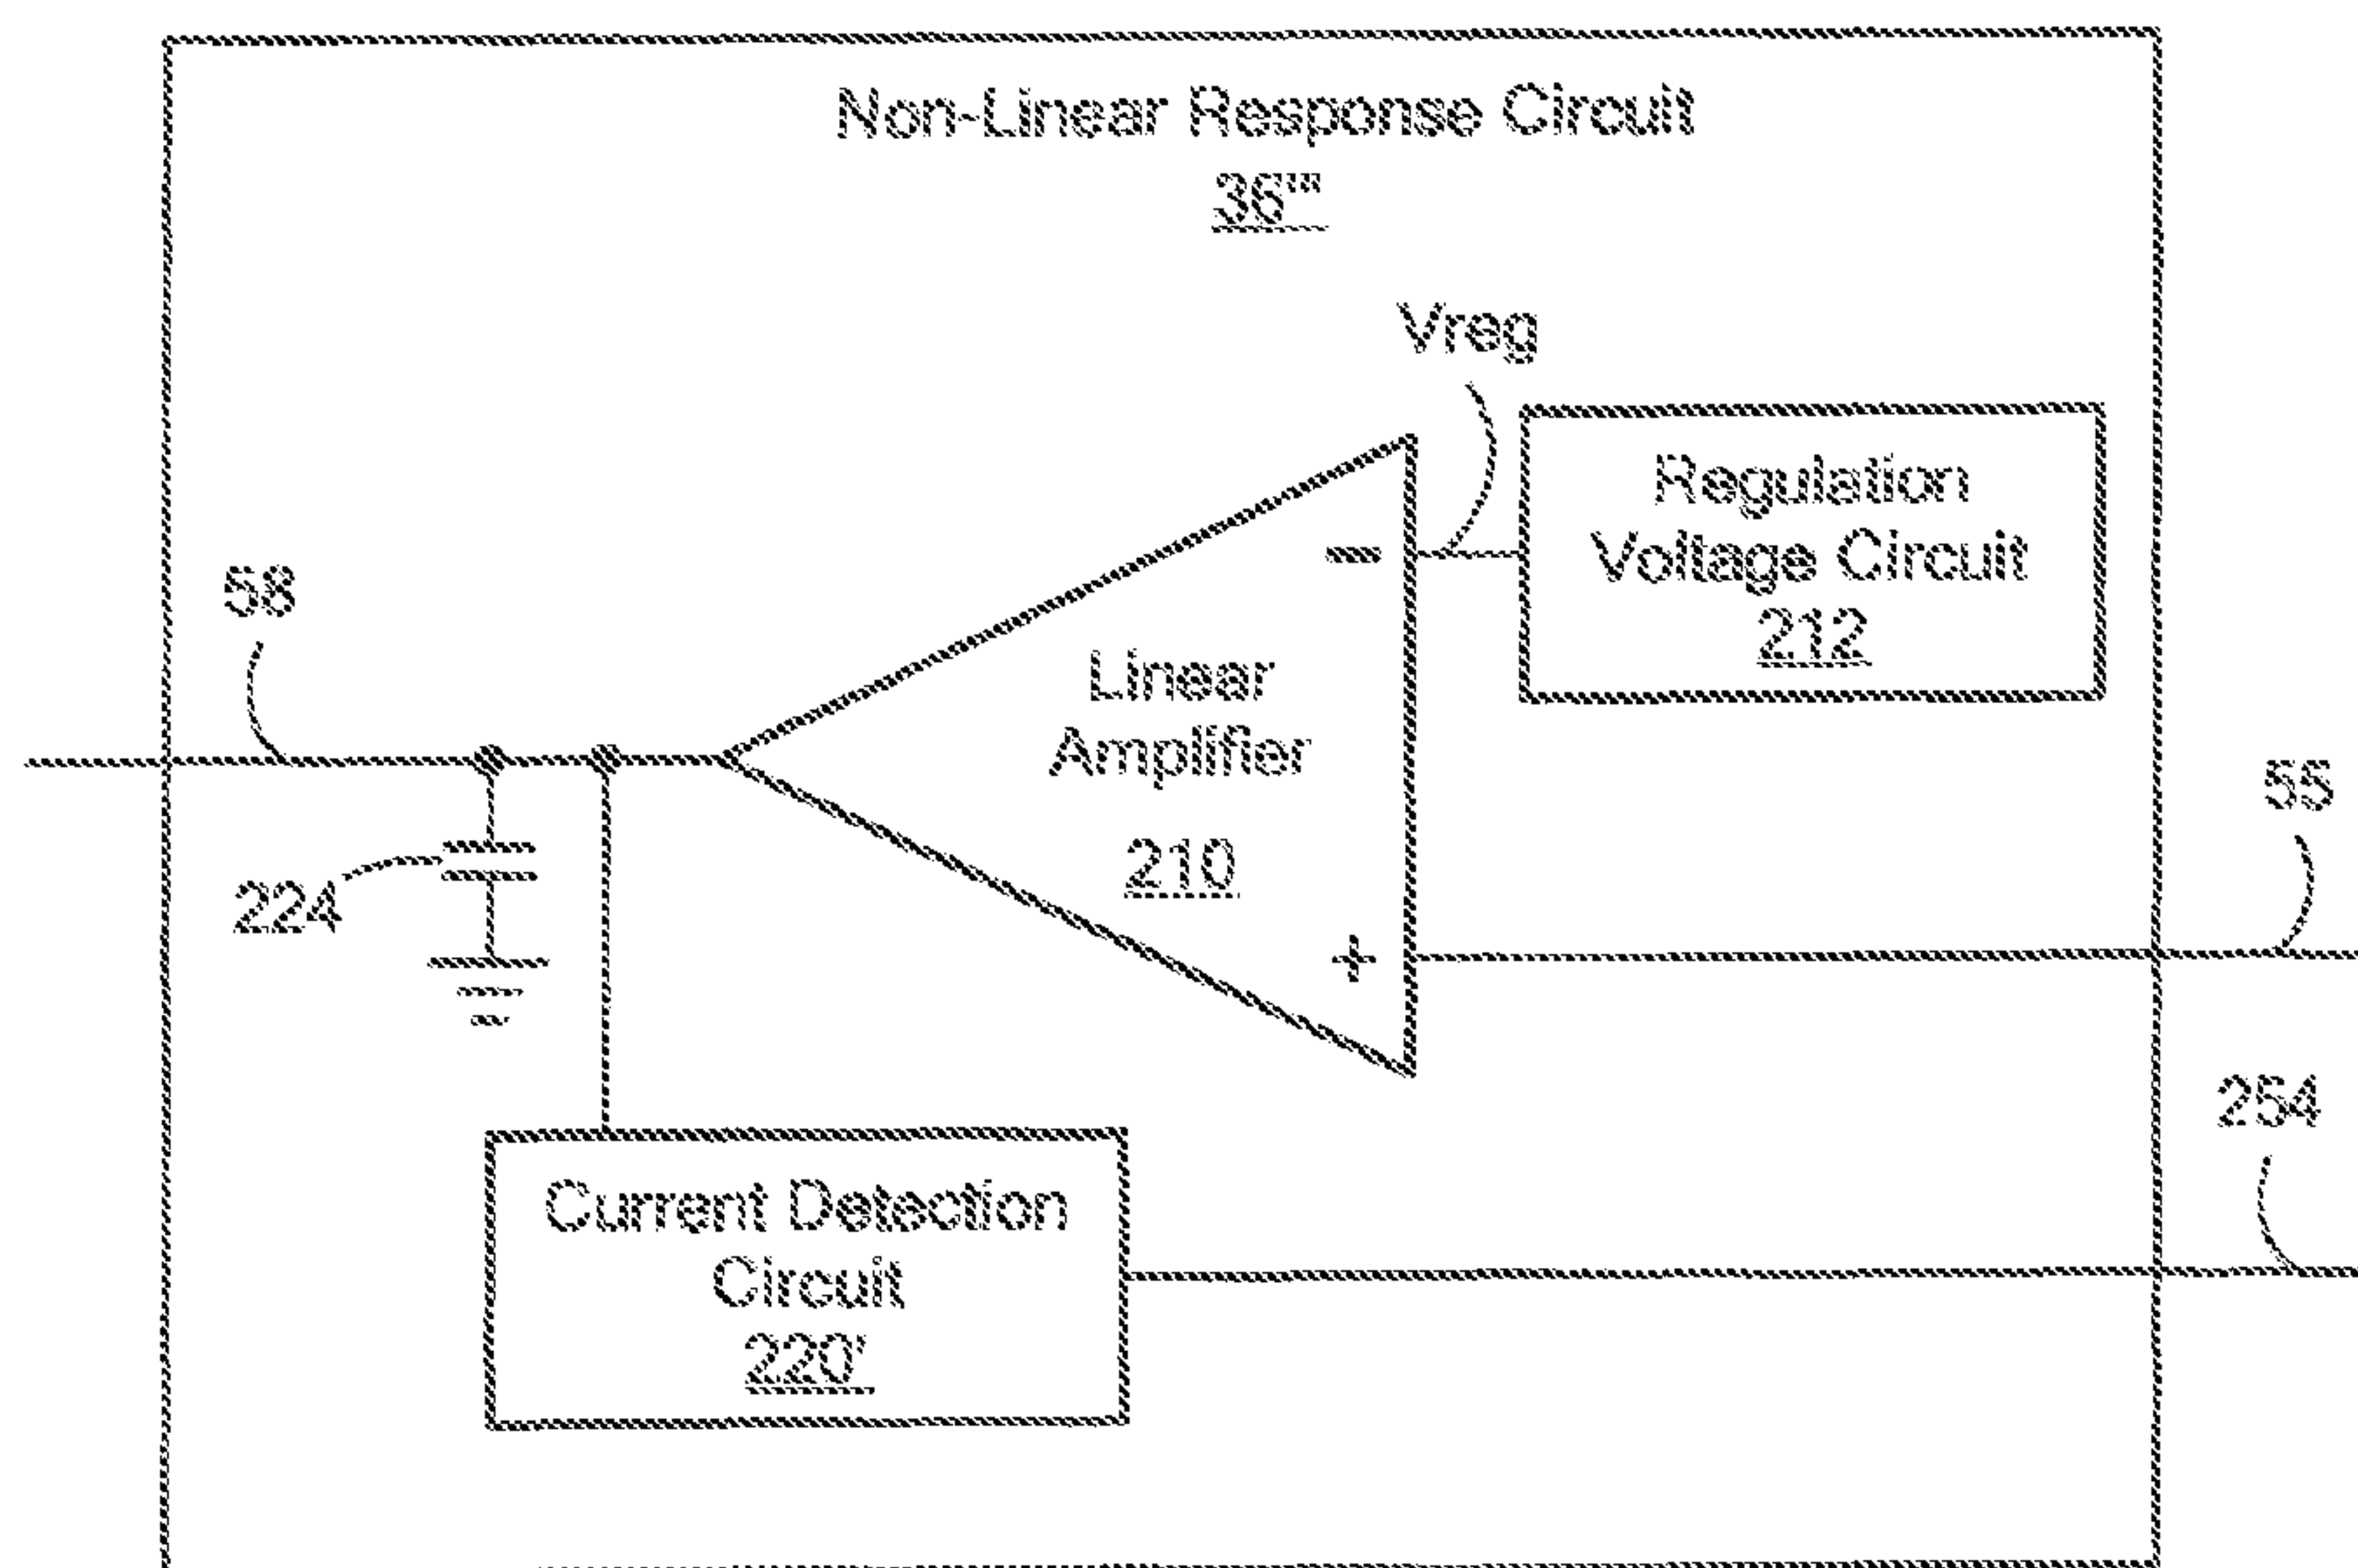 Non-Linear Response Circuit
36'''
Vreg
Regulation
Voltage Circuit
212
58
Linear
Amplifier
210
55
224
254
Current Detection
Circuit
220'